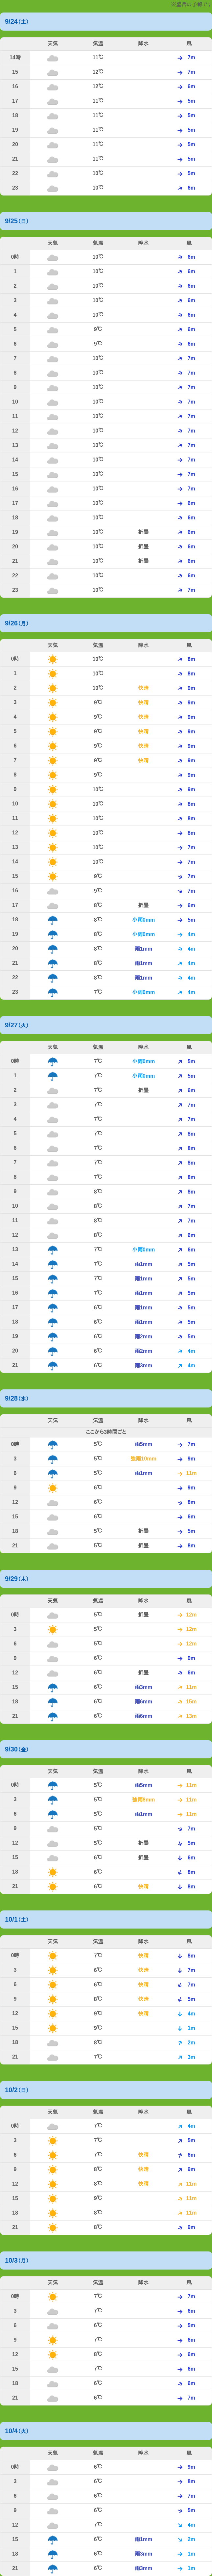 9/24(土)
天気 気温 降水 風
14時 11℃ 7m
15 12℃ 7m
16 12℃ 6m
17 11℃ 5m
18 11℃ 5m
19 11℃ 5m
20 11℃ 5m
21 11℃ 5m
22 10℃ 5m
23 10℃ 6m
9/25(日)
天気 気温 降水 風
0時 10℃ 6m
1 10℃ 6m
2 10℃ 6m
3 10℃ 6m
4 10℃ 6m
5 9℃ 6m
6 9℃ 6m
7 10℃ 7m
8 10℃ 7m
9 10℃ 7m
10 10℃ 7m
11 10℃ 7m
12 10℃ 7m
13 10℃ 7m
14 10℃ 7m
15 10℃ 7m
16 10℃ 7m
17 10℃ 6m
18 10℃ 6m
19 10℃ 折畳 6m
20 10℃ 折畳 6m
21 10℃ 折畳 6m
22 10℃ 6m
23 10℃ 7m
9/26(月)
天気 気温 降水 風
0時 10℃ 8m
1 10℃ 8m
2 10℃ 快晴 9m
3 9℃ 快晴 9m
4 9℃ 快晴 9m
5 9℃ 快晴 9m
6 9℃ 快晴 9m
7 9℃ 快晴 9m
8 9℃ 9m
9 10℃ 9m
10 10℃ 8m
11 10℃ 8m
12 10℃ 8m
13 10℃ 7m
14 10℃ 7m
15 9℃ 7m
16 9℃ 7m
17 8℃ 折畳 6m
18 8℃ 小雨0mm 5m
19 8℃ 小雨0mm 4m
20 8℃ 雨1mm 4m
21 8℃ 雨1mm 4m
22 8℃ 雨1mm 4m
23 8℃ 小雨0mm 4m
9/27(火)
天気 気温 降水 風
0時 7℃ 小雨0mm 5m
1 7℃ 小雨0mm 5m
2 7℃ 折畳 6m
3 7℃ 7m
4 7℃ 7m
5 7℃ 8m
6 7℃ 8m
7 7℃ 8m
8 7℃ 8m
9 8℃ 8m
10 8℃ 7m
11 8℃ 7m
12 8℃ 6m
13 7℃ 小雨0mm 6m
14 7℃ 雨1mm 5m
15 7℃ 雨1mm 5m
16 7℃ 雨1mm 5m
17 6℃ 雨1mm 5m
18 6℃ 雨1mm 5m
19 6℃ 雨2mm 5m
20 6℃ 雨2mm 4m
21 6℃ 雨3mm 4m
9/28(水)
天気 気温 降水 風
ここから3時間ごと
0時 5℃ 雨5mm 7m
3 5℃ 強雨10mm 9m
6 5℃ 雨1mm 11m
9 6℃ 9m
12 6℃ 8m
15 6℃ 6m
18 5℃ 折畳 5m
21 5℃ 折畳 8m
9/29(木)
天気 気温 降水 風
0時 5℃ 折畳 12m
3 5℃ 12m
6 5℃ 12m
9 6℃ 9m
12 6℃ 折畳 6m
15 6℃ 雨3mm 11m
18 6℃ 雨6mm 15m
21 6℃ 雨6mm 13m
9/30(金)
天気 気温 降水 風
0時 5℃ 雨5mm 11m
3 5℃ 強雨8mm 11m
6 5℃ 雨1mm 11m
9 5℃ 7m
12 5℃ 折畳 5m
15 6℃ 折畳 6m
18 6℃ 8m
21 6℃ 快晴 8m
10/1(土)
天気 気温 降水 風
0時 7℃ 快晴 8m
3 6℃ 快晴 7m
6 6℃ 快晴 7m
9 8℃ 快晴 5m
12 9℃ 快晴 4m
15 9℃ 1m
18 8℃ 2m
21 7℃ 3m
10/2(日)
天気 気温 降水 風
0時 7℃ 4m
3 7℃ 5m
6 7℃ 快晴 6m
9 8℃ 快晴 9m
12 8℃ 快晴 11m
15 9℃ 11m
18 8℃ 11m
21 8℃ 9m
10/3(月)
天気 気温 降水 風
0時 7℃ 7m
3 7℃ 6m
6 6℃ 5m
9 7℃ 6m
12 8℃ 6m
15 7℃ 6m
18 6℃ 6m
21 6℃ 7m
10/4(火)
天気 気温 降水 風
0時 6℃ 9m
3 6℃ 8m
6 6℃ 7m
9 6℃ 5m
12 7℃ 4m
15 6℃ 雨1mm 2m
18 6℃ 雨3mm 1m
21 6℃ 雨3mm 1m